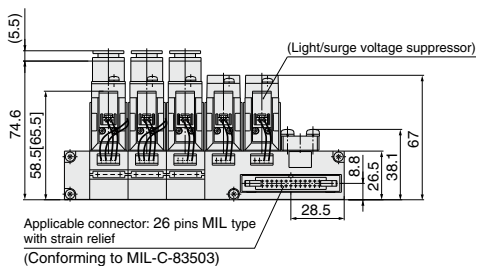 (5.5)
(Light/surge voltage suppressor)
74.6
58.5[65.5]
8.8
26.5
38.1
67
28.5
Applicable connector: 26 pins MIL type
with strain relief
(Conforming to MIL-C-83503)